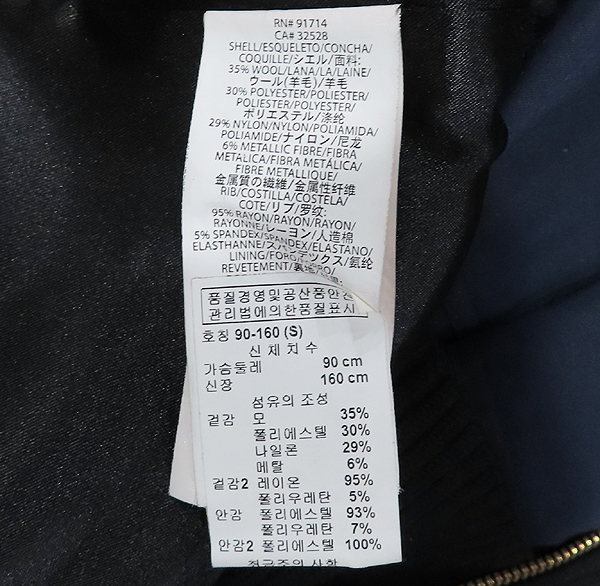 RN# 91714
CA# 32528
SHELL/ESQUELETO/CONCHA/
COQUILLE/シエル/面料:
35% WOOL/LANA/LA/LAINE/
ウール(羊毛)/羊毛
30% POLYESTER/POLIESTER/
POLIESTER/POLYESTER/
ポリエステル/涤纶
29% NYLON/NYLON/POLIAMIDA/
POLIAMIDE/ナイロン/尼龙
6% METALLIC FIBRE/FIBRA
METALICA/FIBRA METÁLICA/
FIBRE METALLIQUE/
金属質の繊維/金属性纤维
RIB/COSTILLA/COSTELA/
COTE/リブ/罗纹:
95% RAYON/RAYON/RAYON/
RAYONNE/レーヨン/人造棉
5% SPANDEX/SPANDEX/ELASTANO/
ELASTHANNE/スパンデックス/氨纶
REVETEMENT/裏地
품질경영및공산품안전
관리법에의한품질표시
호칭 90-160 (S)
신체치수
가슴둘레 90 cm
신장 160 cm
섬유의 조성
겉감 모 35%
폴리에스텔 30%
나일론 29%
메탈 6%
겉감2 레이온 95%
폴리우레탄 5%
안감 폴리에스텔 93%
폴리우레탄 7%
안감2 폴리에스텔 100%
취급주의 사항